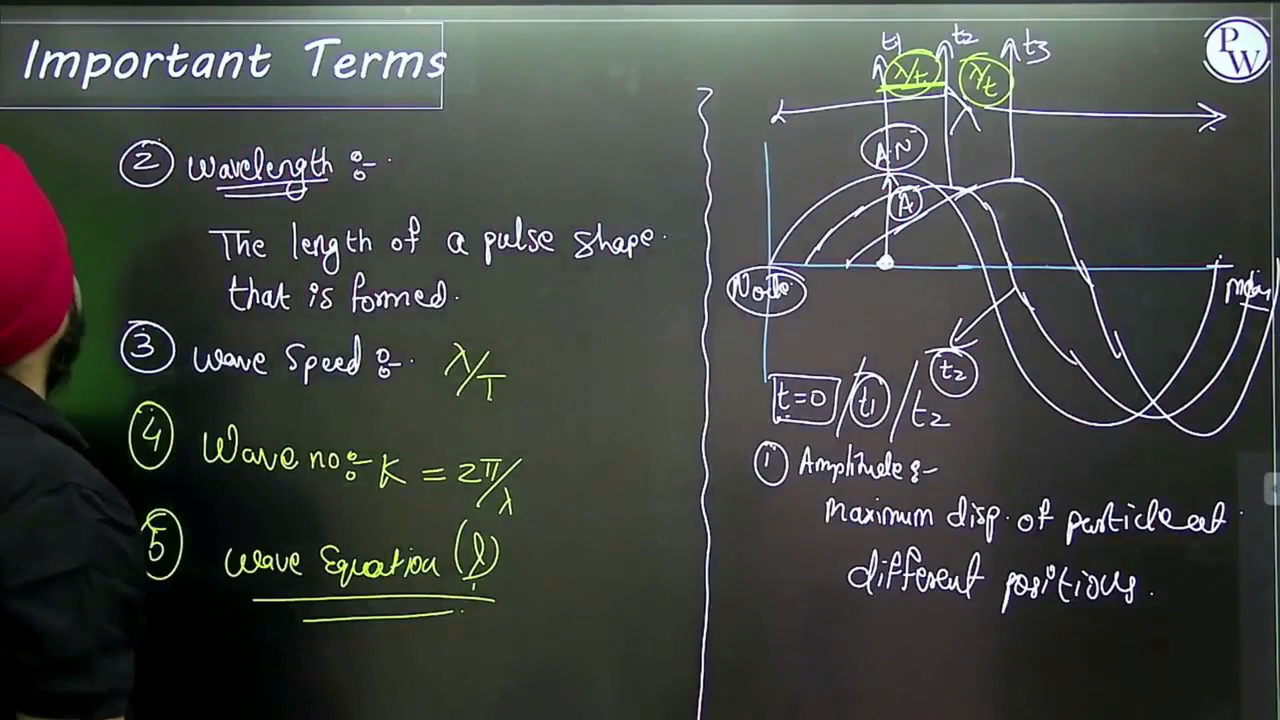 Important Terms
PW
② Wavelength :-
The length of a pulse shape
that is formed.
③ Wave Speed :- λ/T
④ Wave no :- K = 2π/λ
⑤ Wave Equation (l)
t1 t2 t3
λ/t λ/t
λ
A.N
A
Node
t2
t=0 / t1 / t2
① Amplitude :-
Maximum disp. of particle at
different positions.